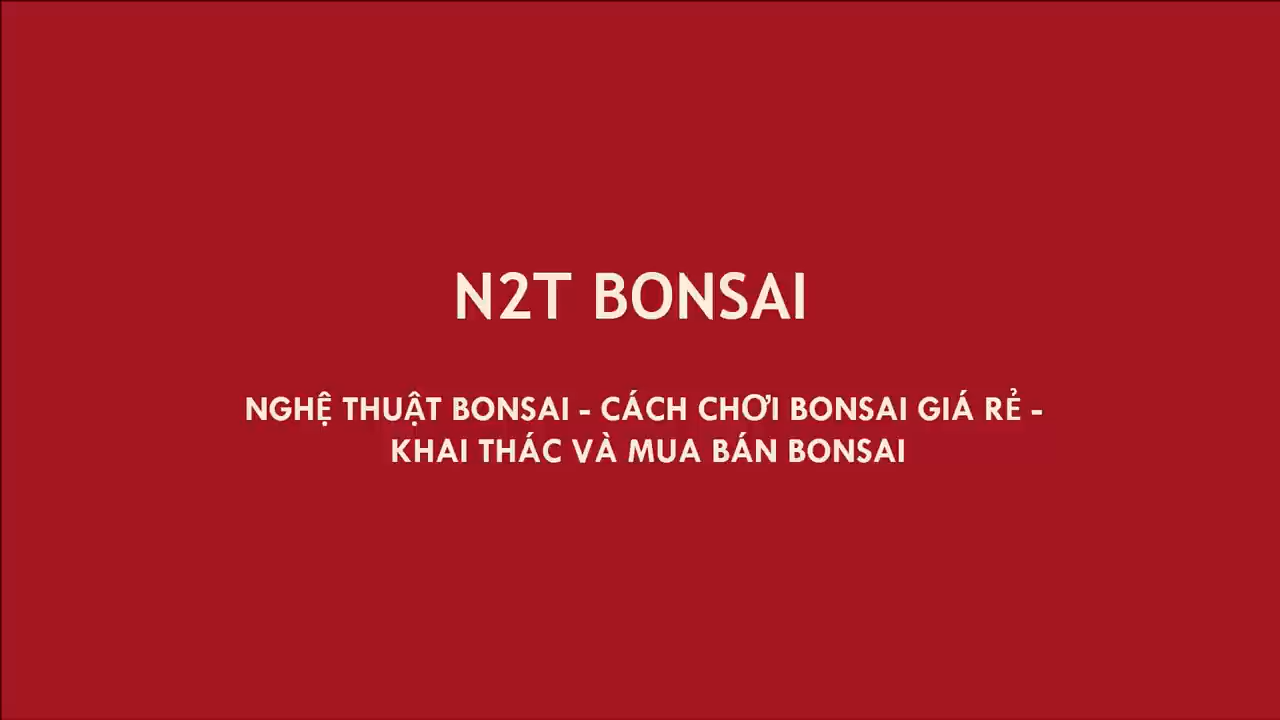 N2T BONSAI
NGHỆ THUẬT BONSAI - CÁCH CHƠI BONSAI GIÁ RẺ -
KHAI THÁC VÀ MUA BÁN BONSAI